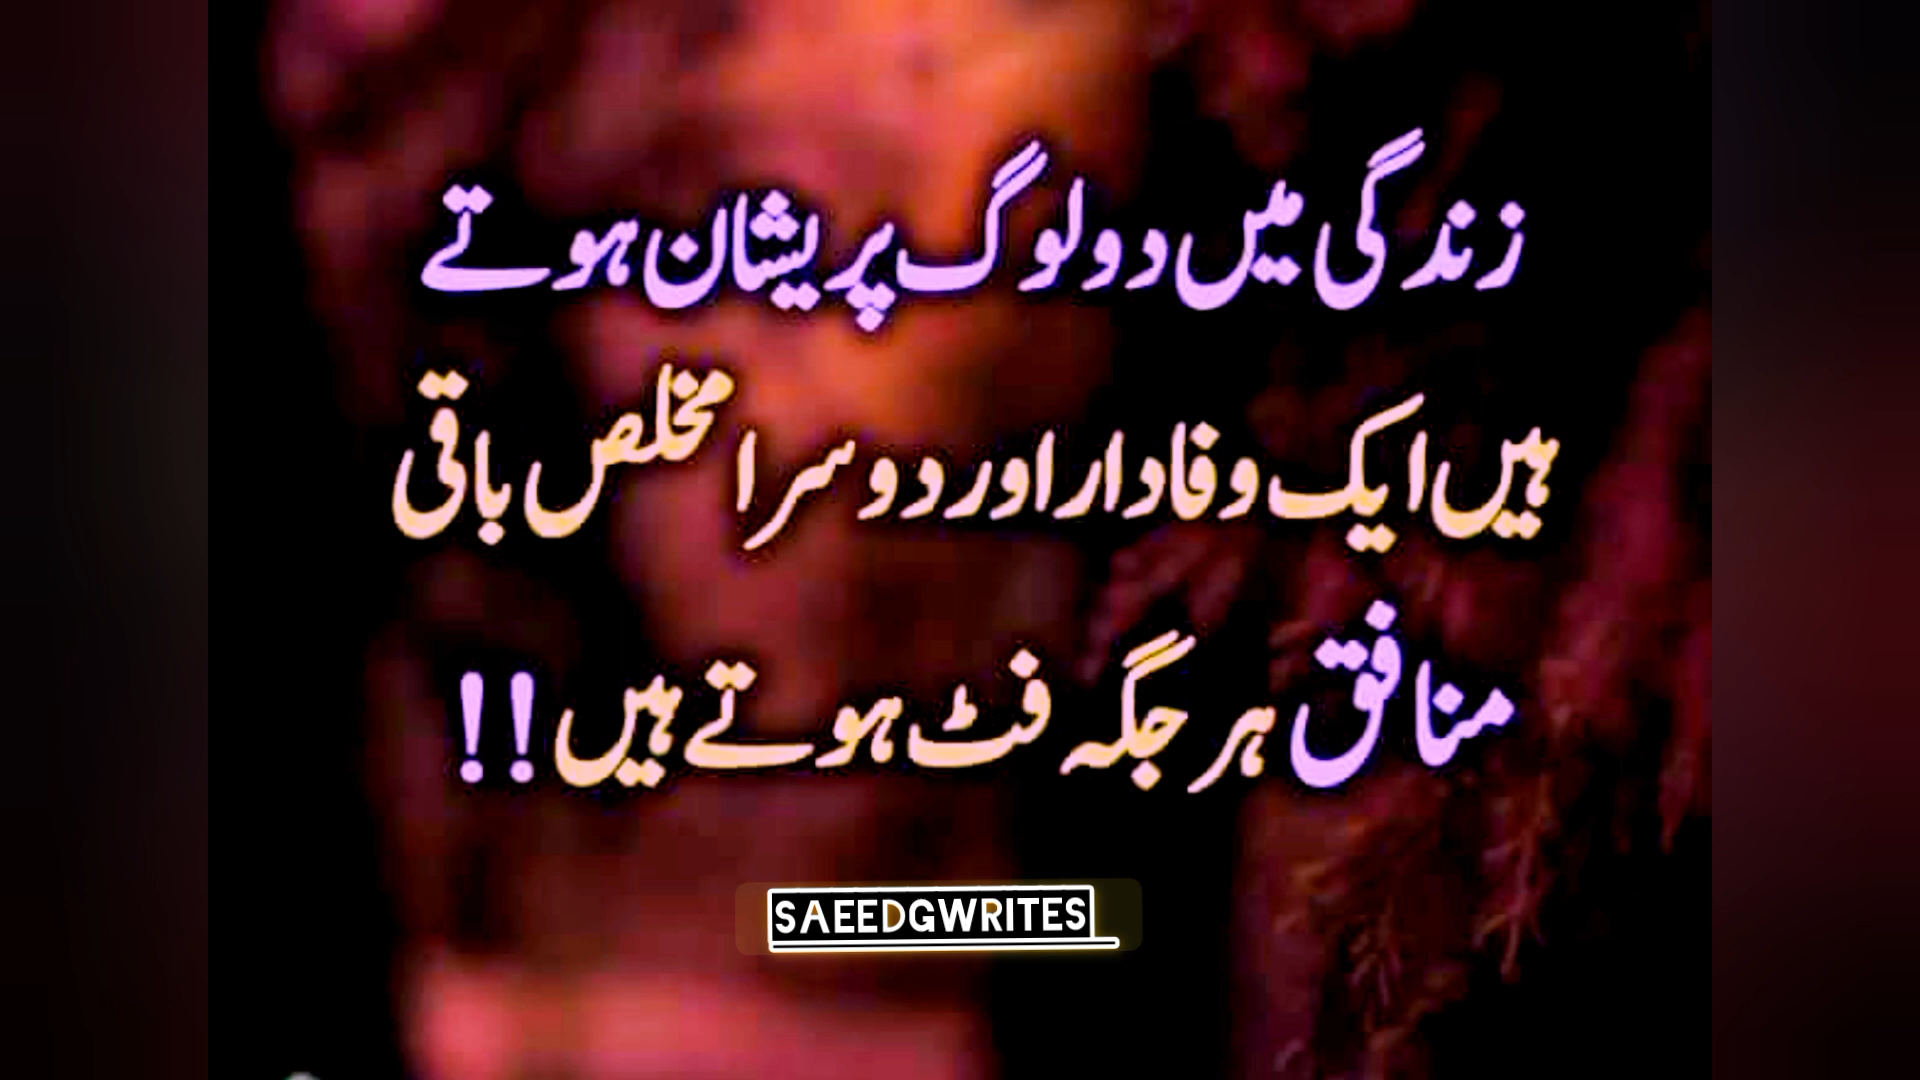 زندگی میں دو لوگ پریشان ہوتے
ہیں ایک وفادار اور دوسرا مخلص باقی
منافق ہر جگہ فٹ ہوتے ہیں !!
SAEEDGWRITES